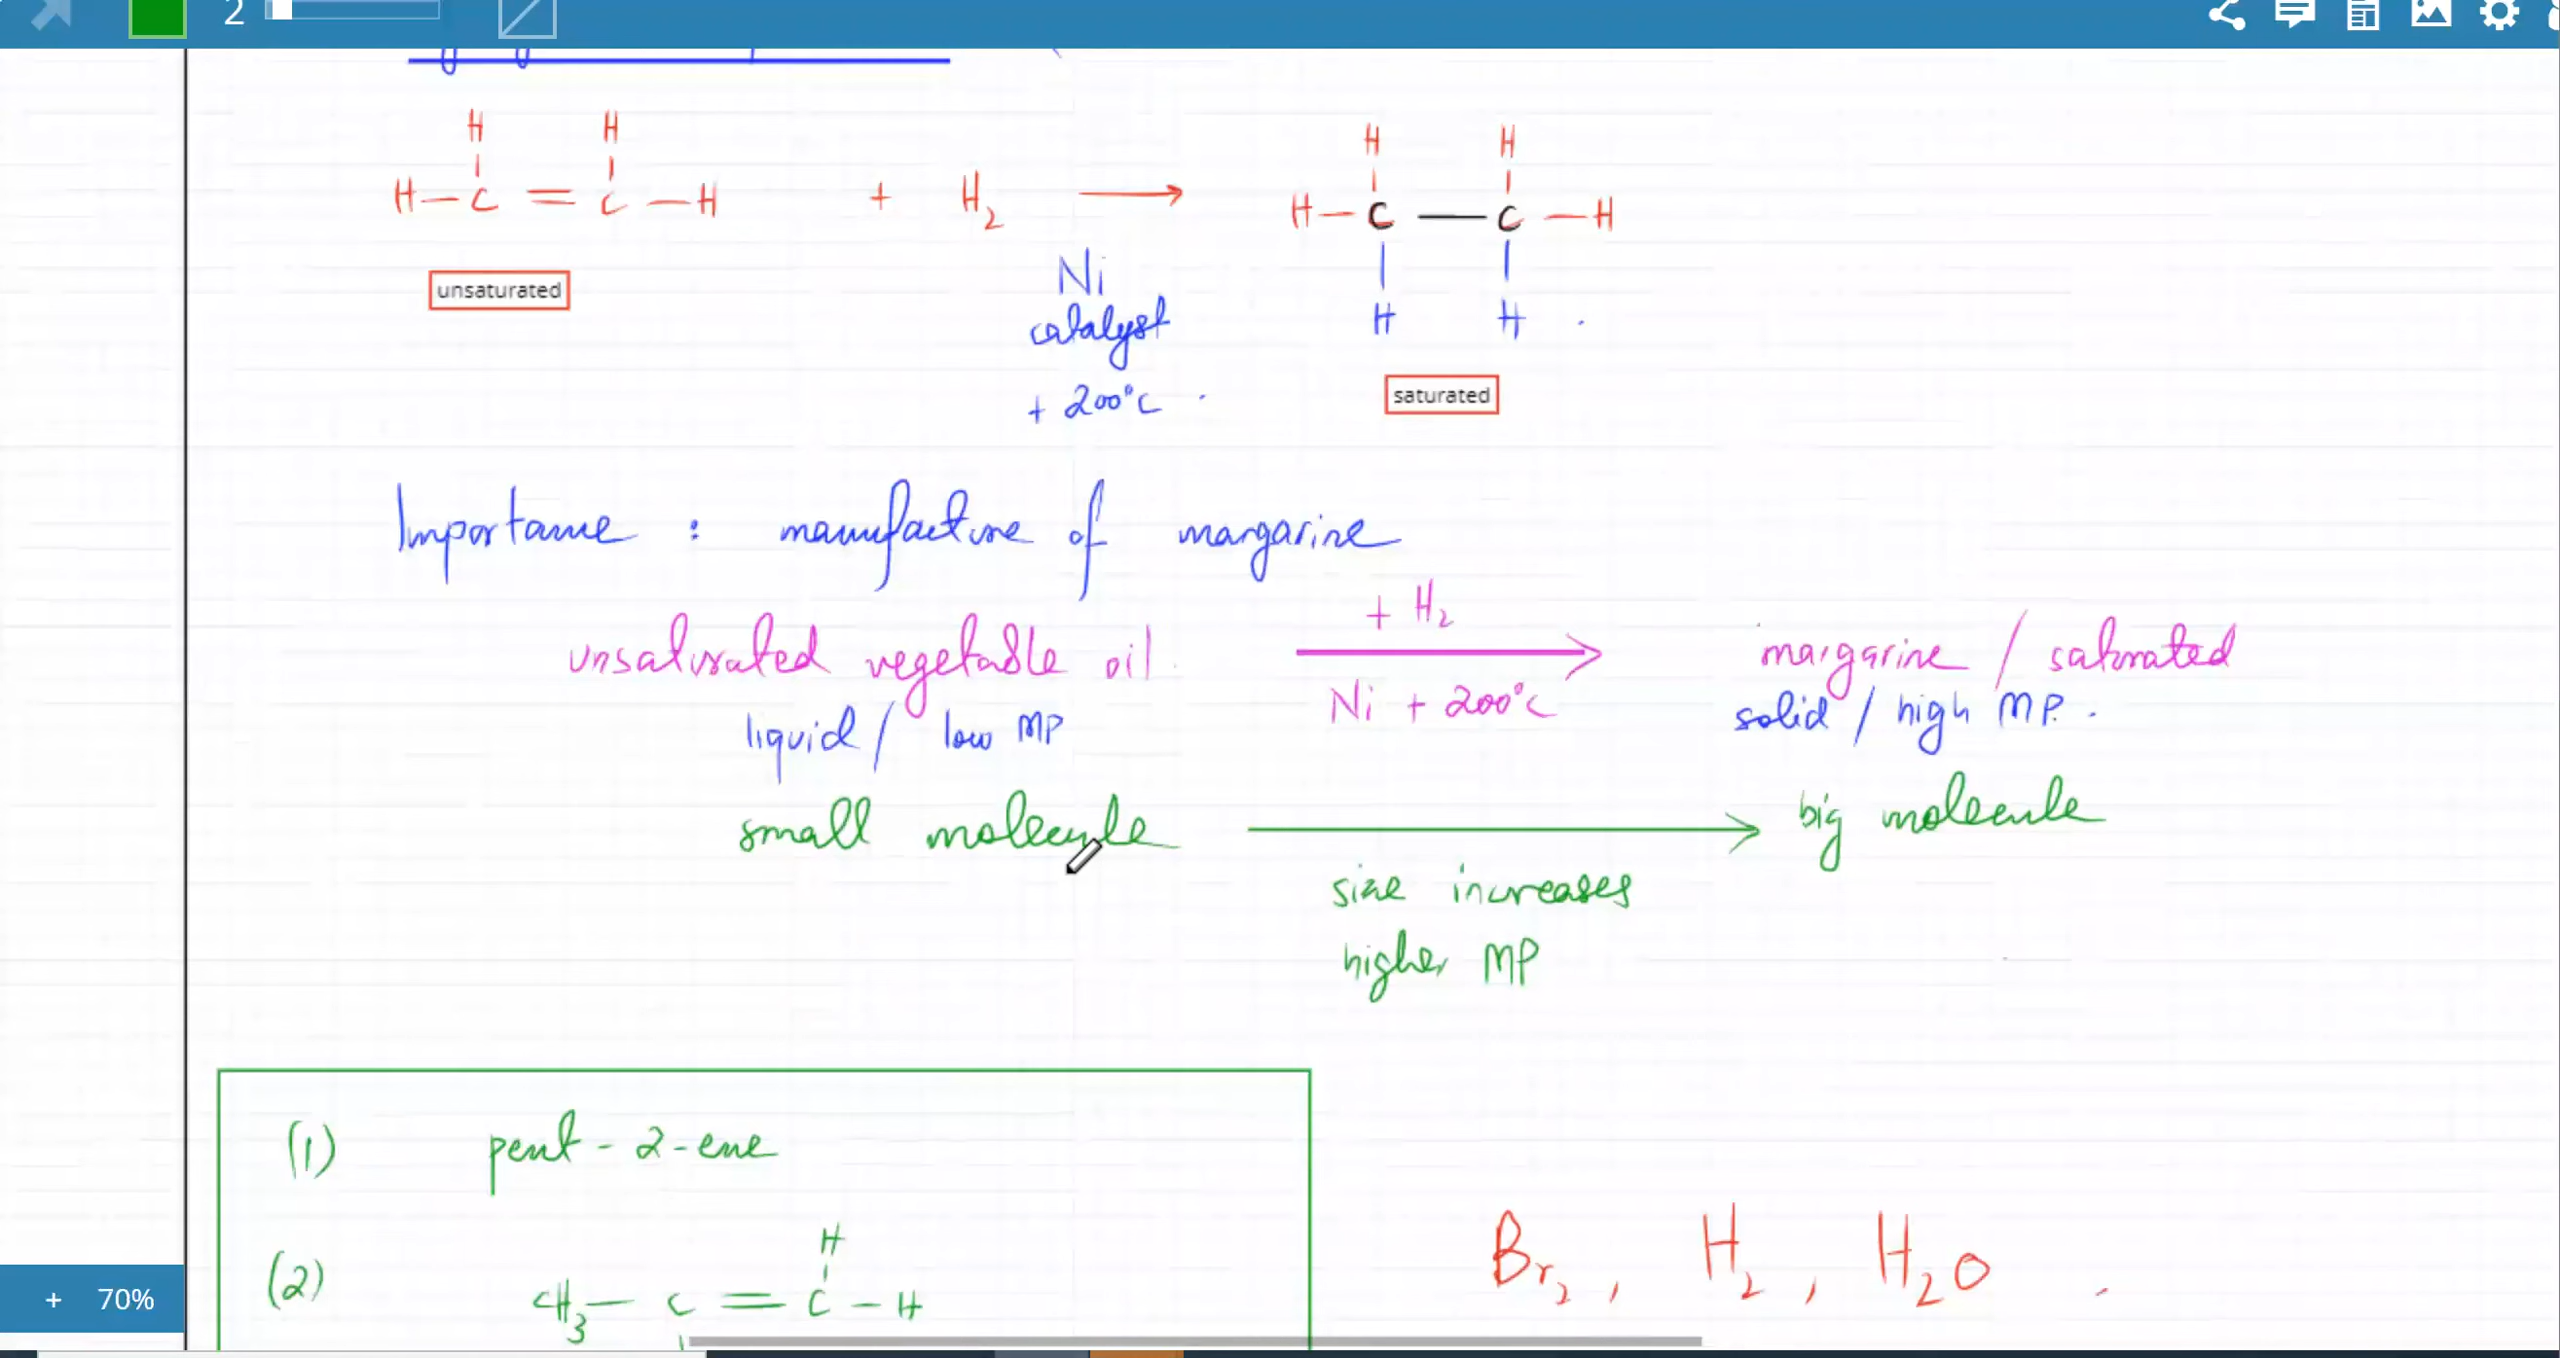 2
H H H H
H—C=C—H + H2 → H—C—C—H
Ni H H
unsaturated
catalyst
+ 200°C
saturated
Importance : manufacture of margarine
+ H2
unsaturated vegetable oil → margarine / saturated
Ni + 200°C
liquid / low MP solid / high MP.
small molecule → big molecule
size increases
higher MP
(1) pent-2-ene
H
(2) CH3—C=C—H
Br2, H2, H2O
+ 70%